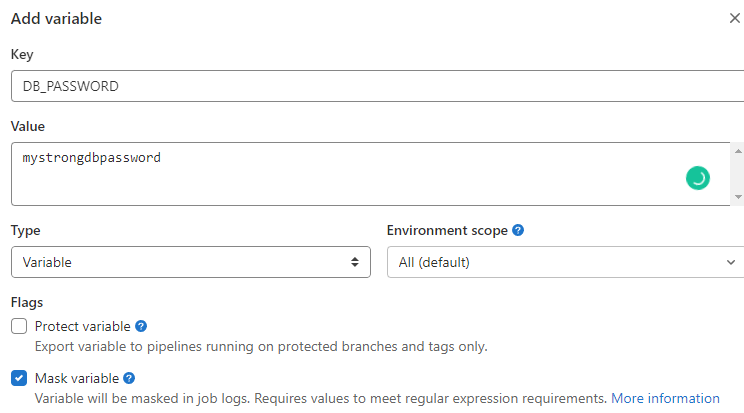 Add variable
Key
DB_PASSWORD
Value
mystrongdbpassword
Type
Environment scope ?
Variable
All (default)
Flags
Protect variable ?
Export variable to pipelines running on protected branches and tags only.
Mask variable ?
Variable will be masked in job logs. Requires values to meet regular expression requirements. More information